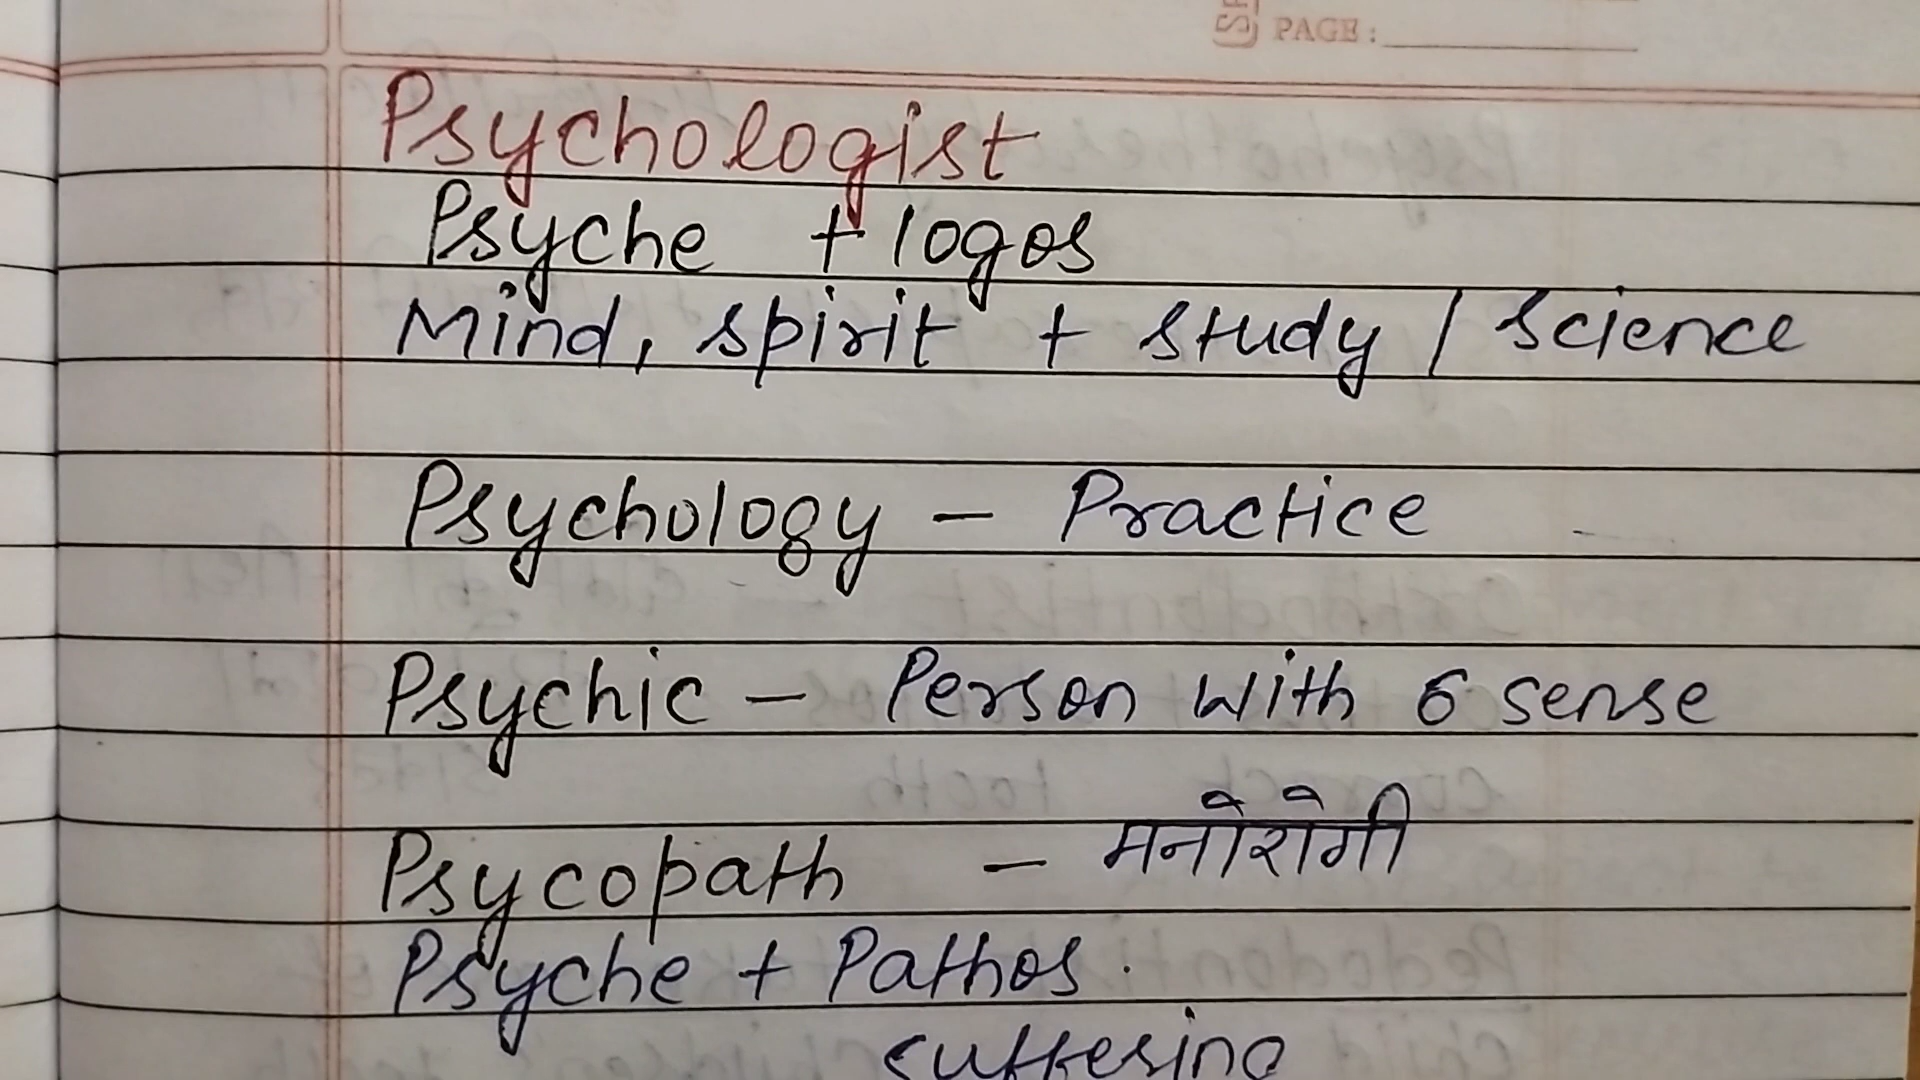 PAGE:
Psychologist
Psyche + logos
Mind, spirit + study / science
Psychology - Practice
Psychic - Person with 6 sense
Psycopath - मनोरोगी
Psyche + Pathos.
suffering